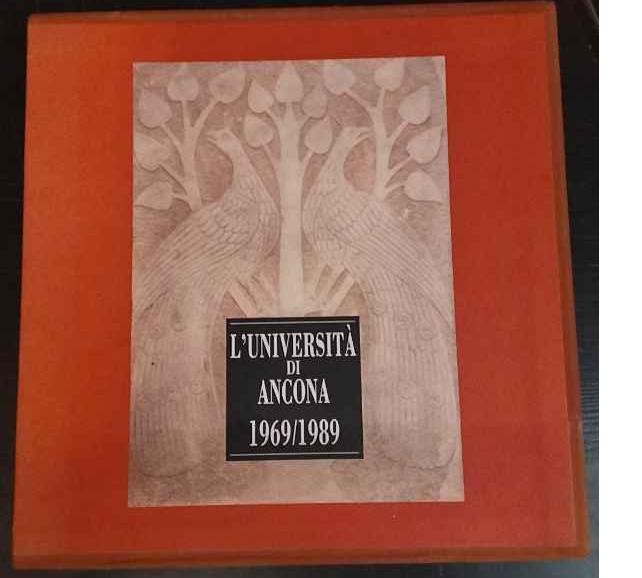 L'UNIVERSITÀ
DI
ANCONA
1969/1989